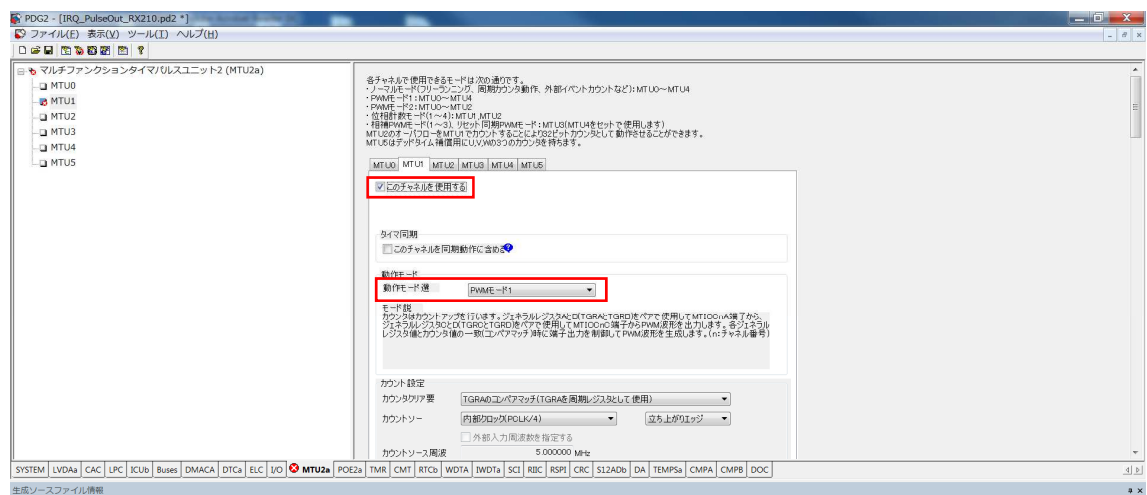 PDG2 - [IRQ_PulseOut_RX210.pd2 *]
ファイル(F) 表示(V) ツール(T) ヘルプ(H)
マルチファンクションタイマパルスユニット2 (MTU2a)
MTU0
MTU1
MTU2
MTU3
MTU4
MTU5
各チャネルで使用できるモードは次の通りです。
・ノーマルモード(フリーランニング、周期カウンタ動作、外部イベントカウントなど):MTU0～MTU4
・PWMモード1:MTU0～MTU4
・PWMモード2:MTU0～MTU2
・位相計数モード(1～4):MTU1,MTU2
・相補PWMモード(1～3)、リセット同期PWMモード:MTU3(MTU4をセットで使用します)
MTU2のオーバフローをMTU1でカウントすることにより32ビットカウンタとして動作させることができます。
MTU5はデッドタイム補償用にU,V,Wの3つのカウンタを持ちます。
MTU0 MTU1 MTU2 MTU3 MTU4 MTU5
このチャネルを使用する
タイマ同期
このチャネルを同期動作に含める
動作モード
動作モード選 PWMモード1
モード説
カウンタはカウントアップを行います。ジェネラルレジスタAとB(TGRAとTGRB)をペアで使用してMTIOCnA端子から、
ジェネラルレジスタCとD(TGRCとTGRD)をペアで使用してMTIOCnC端子からPWM波形を出力します。各ジェネラル
レジスタ値とカウンタ値の一致(コンペアマッチ)時に端子出力を制御してPWM波形を生成します。(n:チャネル番号)
カウント設定
カウンタクリア要 TGRAのコンペアマッチ(TGRAを周期レジスタとして使用)
カウントソー 内部クロック(PCLK/4) 立ち上がりエッジ
外部入力周波数を指定する
カウントソース周波 5.000000 MHz
SYSTEM LVDAa CAC LPC ICUb Buses DMACA DTCa ELC I/O MTU2a POE2a TMR CMT RTCb WDTA IWDTa SCI RIIC RSPI CRC S12ADb DA TEMPSa CMPA CMPB DOC
生成ソースファイル情報